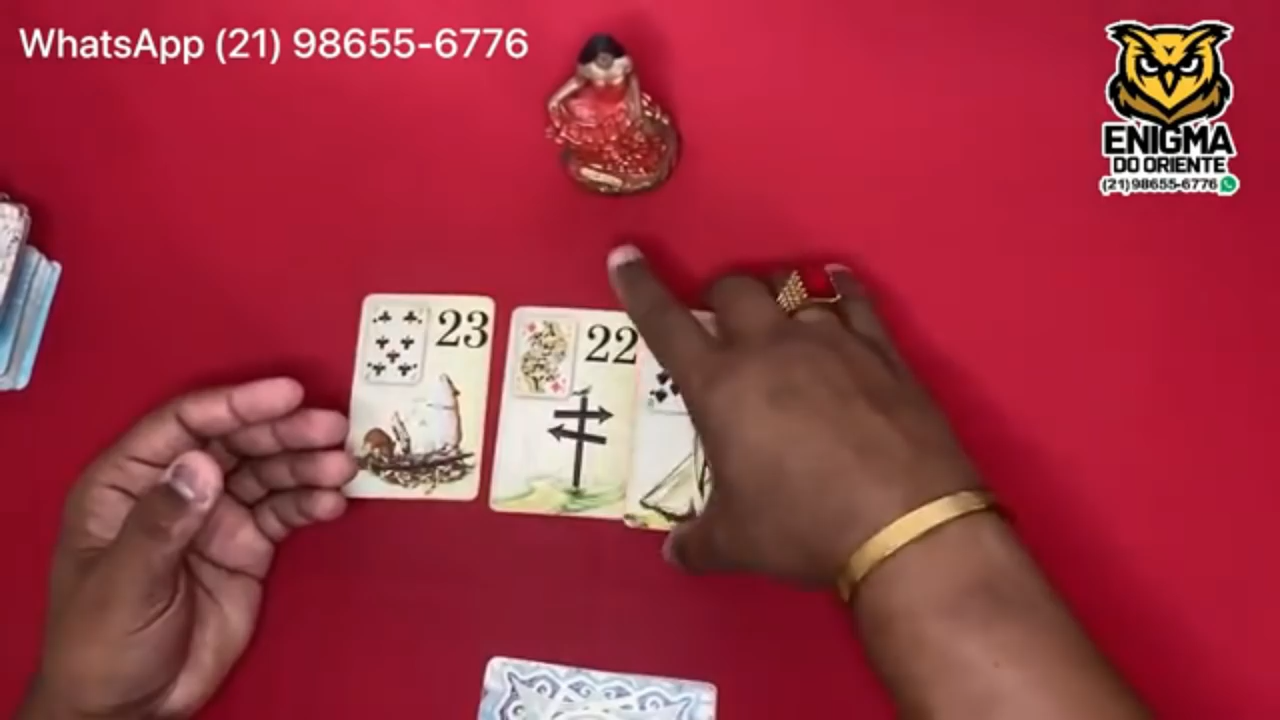 WhatsApp (21) 98655-6776
ENIGMA
DO ORIENTE
(21)98655-6776
23
22